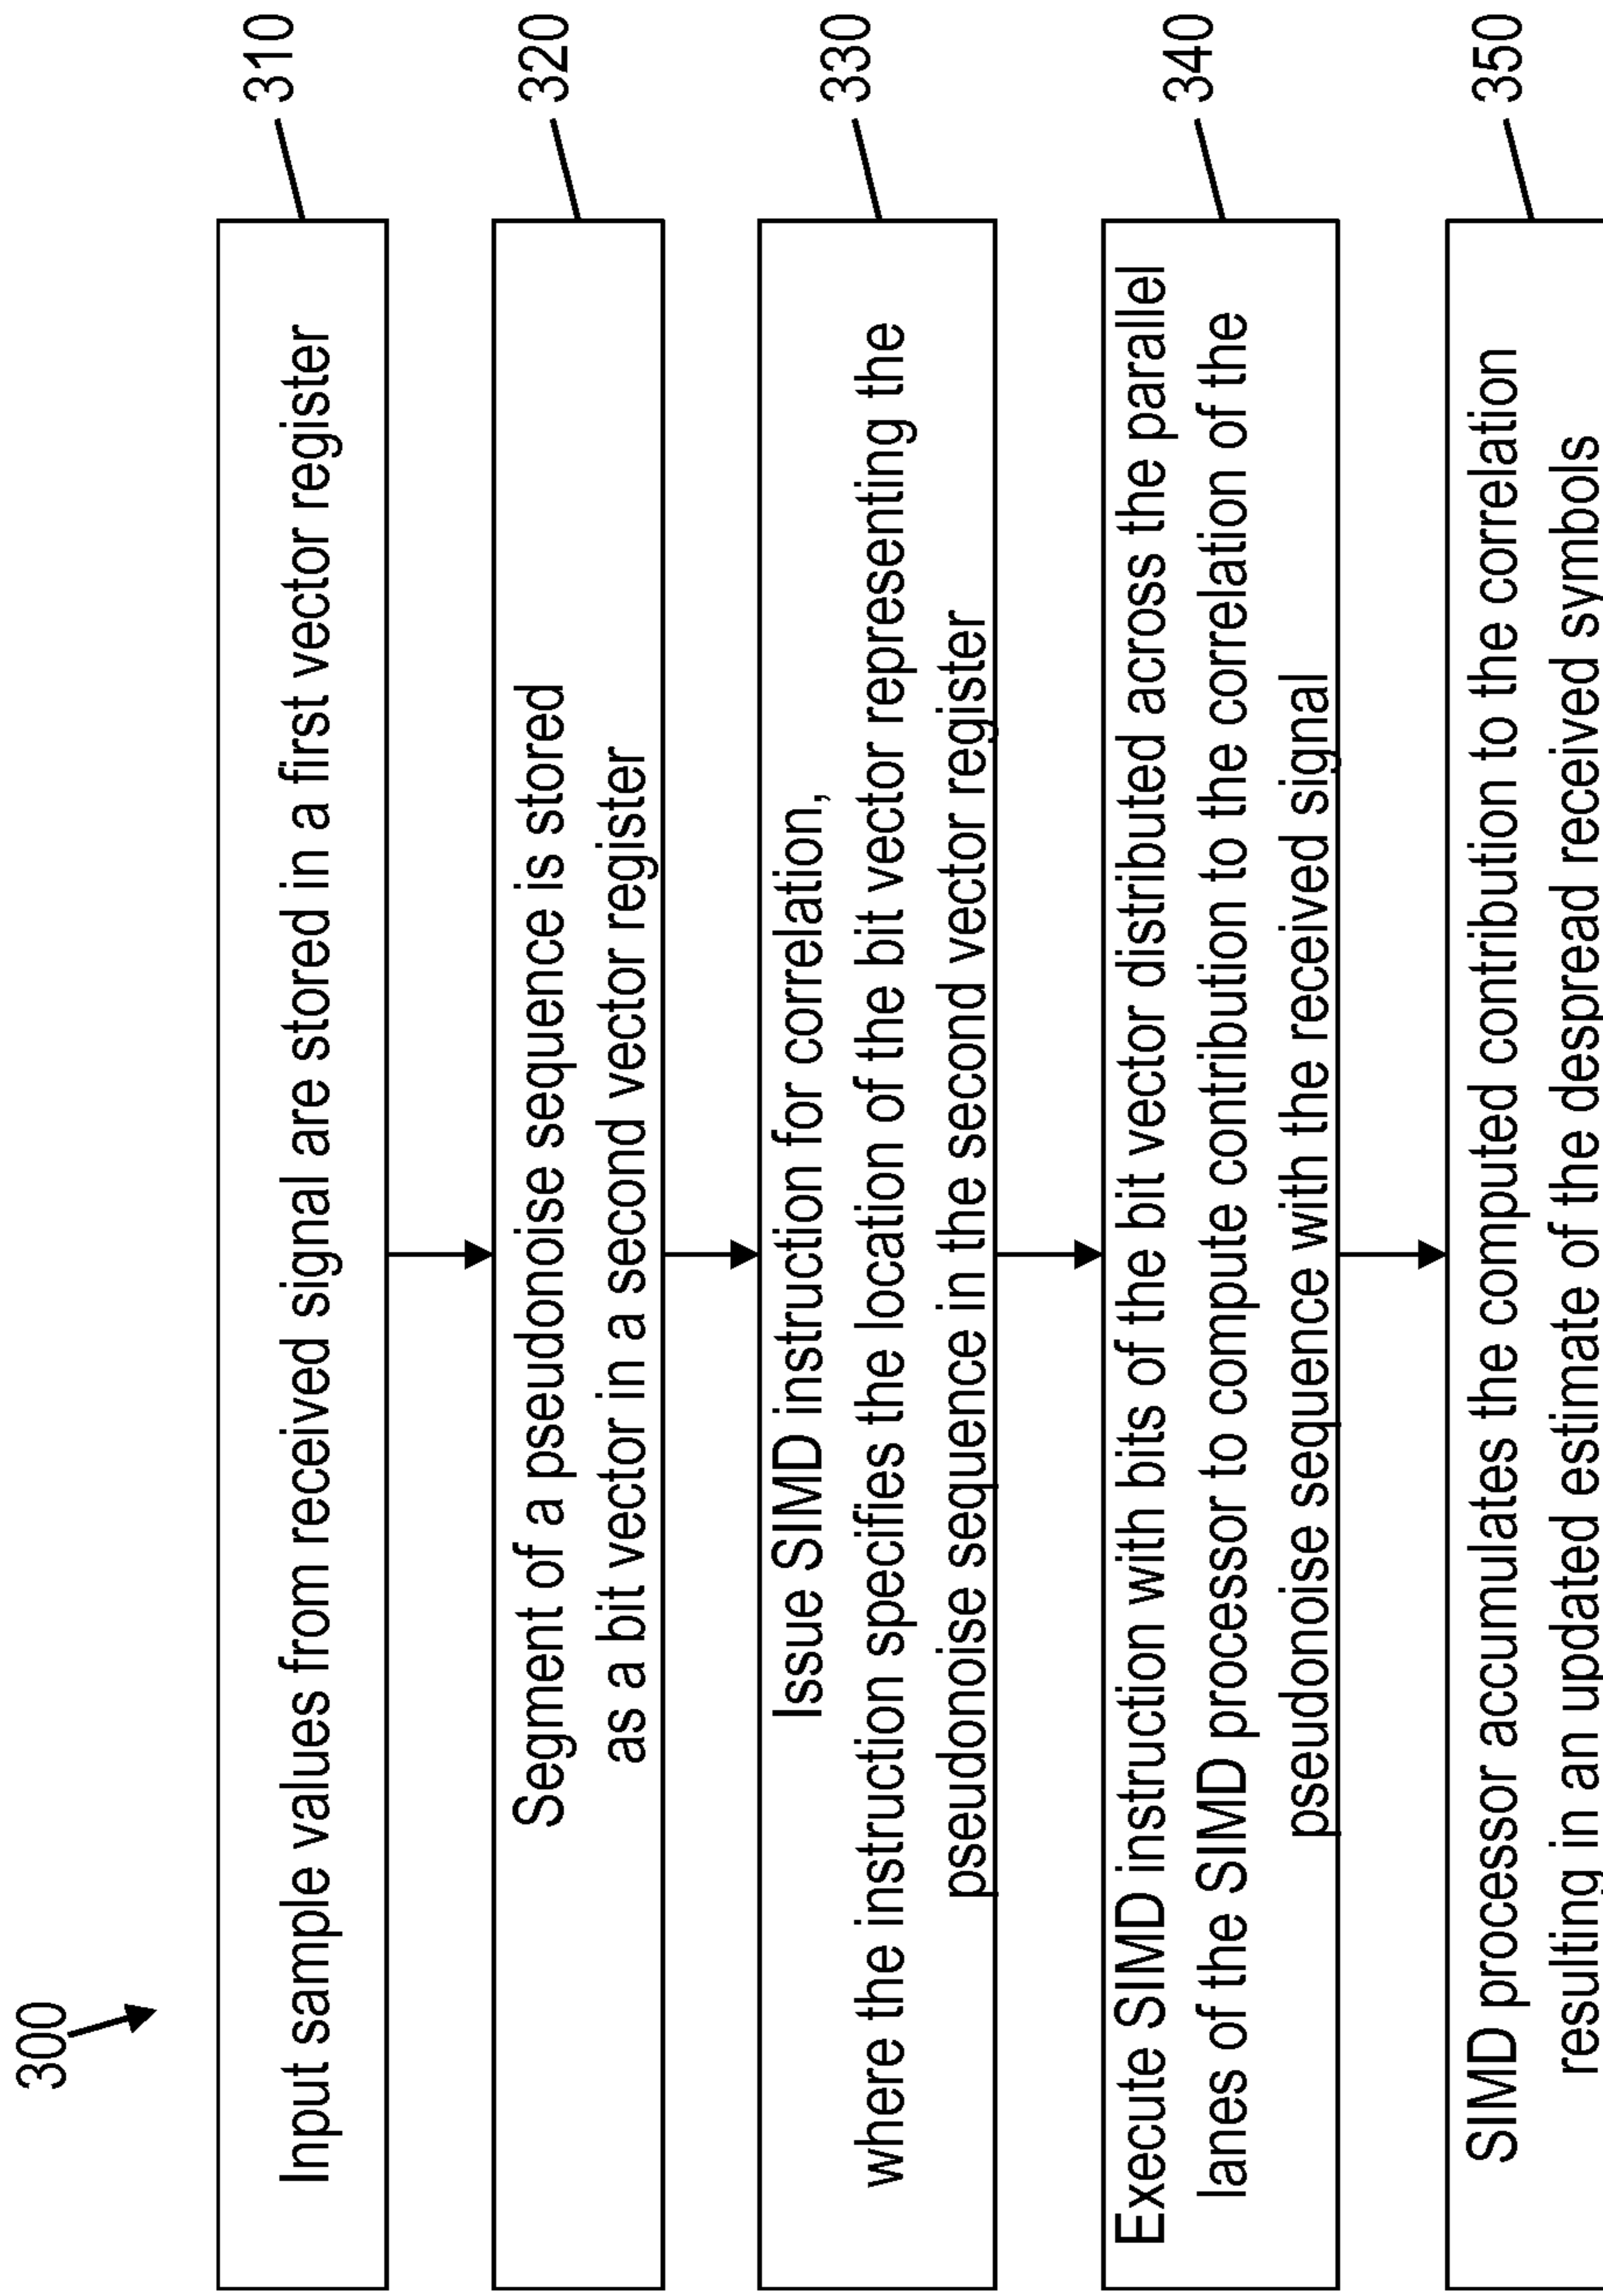 300
Input sample values from received signal are stored in a first vector register
310
Segment of a pseudonoise sequence is stored
as a bit vector in a second vector register
320
Issue SIMD instruction for correlation,
where the instruction specifies the location of the bit vector representing the
pseudonoise sequence in the second vector register
330
Execute SIMD instruction with bits of the bit vector distributed across the parallel
lanes of the SIMD processor to compute contribution to the correlation of the
pseudonoise sequence with the received signal
340
SIMD processor accumulates the computed contribution to the correlation
resulting in an updated estimate of the despread received symbols
350